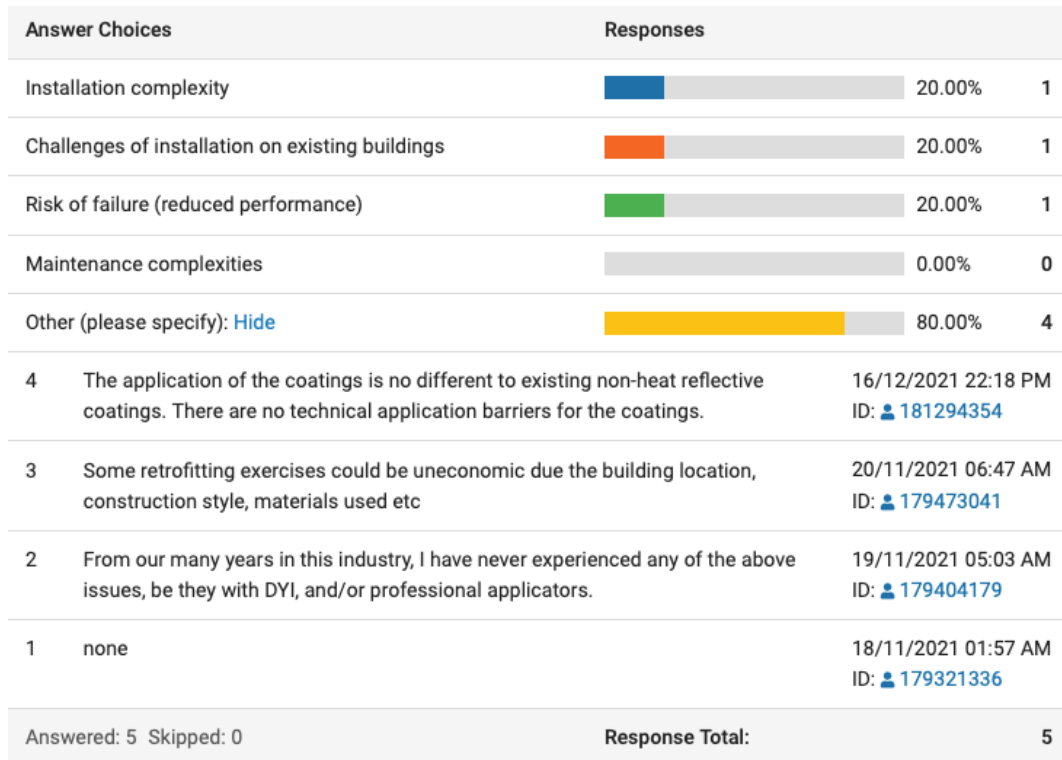 Answer Choices Responses
Installation complexity 20.00% 1
Challenges of installation on existing buildings 20.00% 1
Risk of failure (reduced performance) 20.00% 1
Maintenance complexities 0.00% 0
Other (please specify): Hide 80.00% 4
4 The application of the coatings is no different to existing non-heat reflective 16/12/2021 22:18 PM
coatings. There are no technical application barriers for the coatings. ID: 181294354
3 Some retrofitting exercises could be uneconomic due the building location, 20/11/2021 06:47 AM
construction style, materials used etc ID: 179473041
2 From our many years in this industry, I have never experienced any of the above 19/11/2021 05:03 AM
issues, be they with DYI, and/or professional applicators. ID: 179404179
1 none 18/11/2021 01:57 AM
ID: 179321336
Answered: 5 Skipped: 0 Response Total: 5